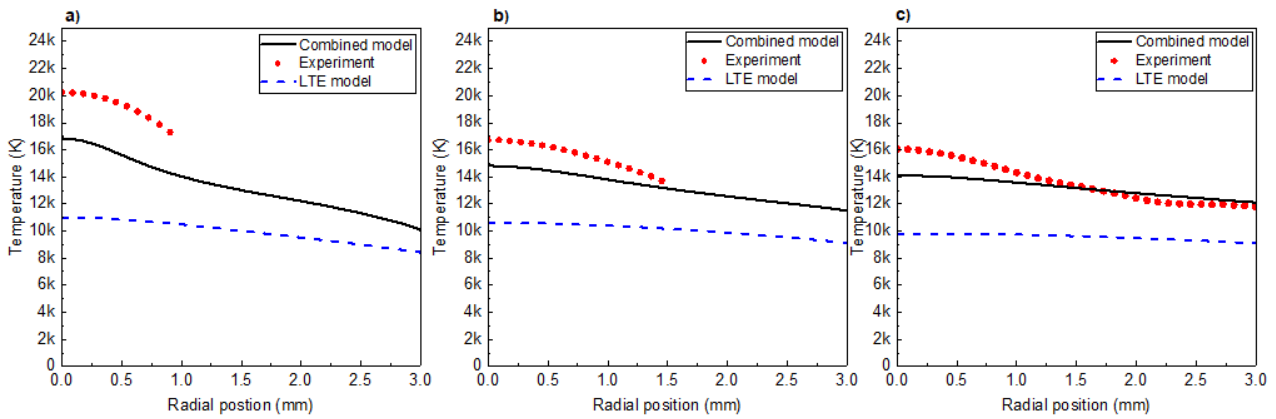 a)
24k
22k
20k
18k
16k
14k
12k
10k
8k
6k
4k
2k
0
Temperature (K)
Combined model
Experiment
LTE model
0.0 0.5 1.0 1.5 2.0 2.5 3.0
Radial postion (mm)
b)
24k
22k
20k
18k
16k
14k
12k
10k
8k
6k
4k
2k
0
Temperature (K)
Combined model
Experiment
LTE model
0.0 0.5 1.0 1.5 2.0 2.5 3.0
Radial position (mm)
c)
24k
22k
20k
18k
16k
14k
12k
10k
8k
6k
4k
2k
0
Temperature (K)
Combined model
Experiment
LTE model
0.0 0.5 1.0 1.5 2.0 2.5 3.0
Radial position (mm)